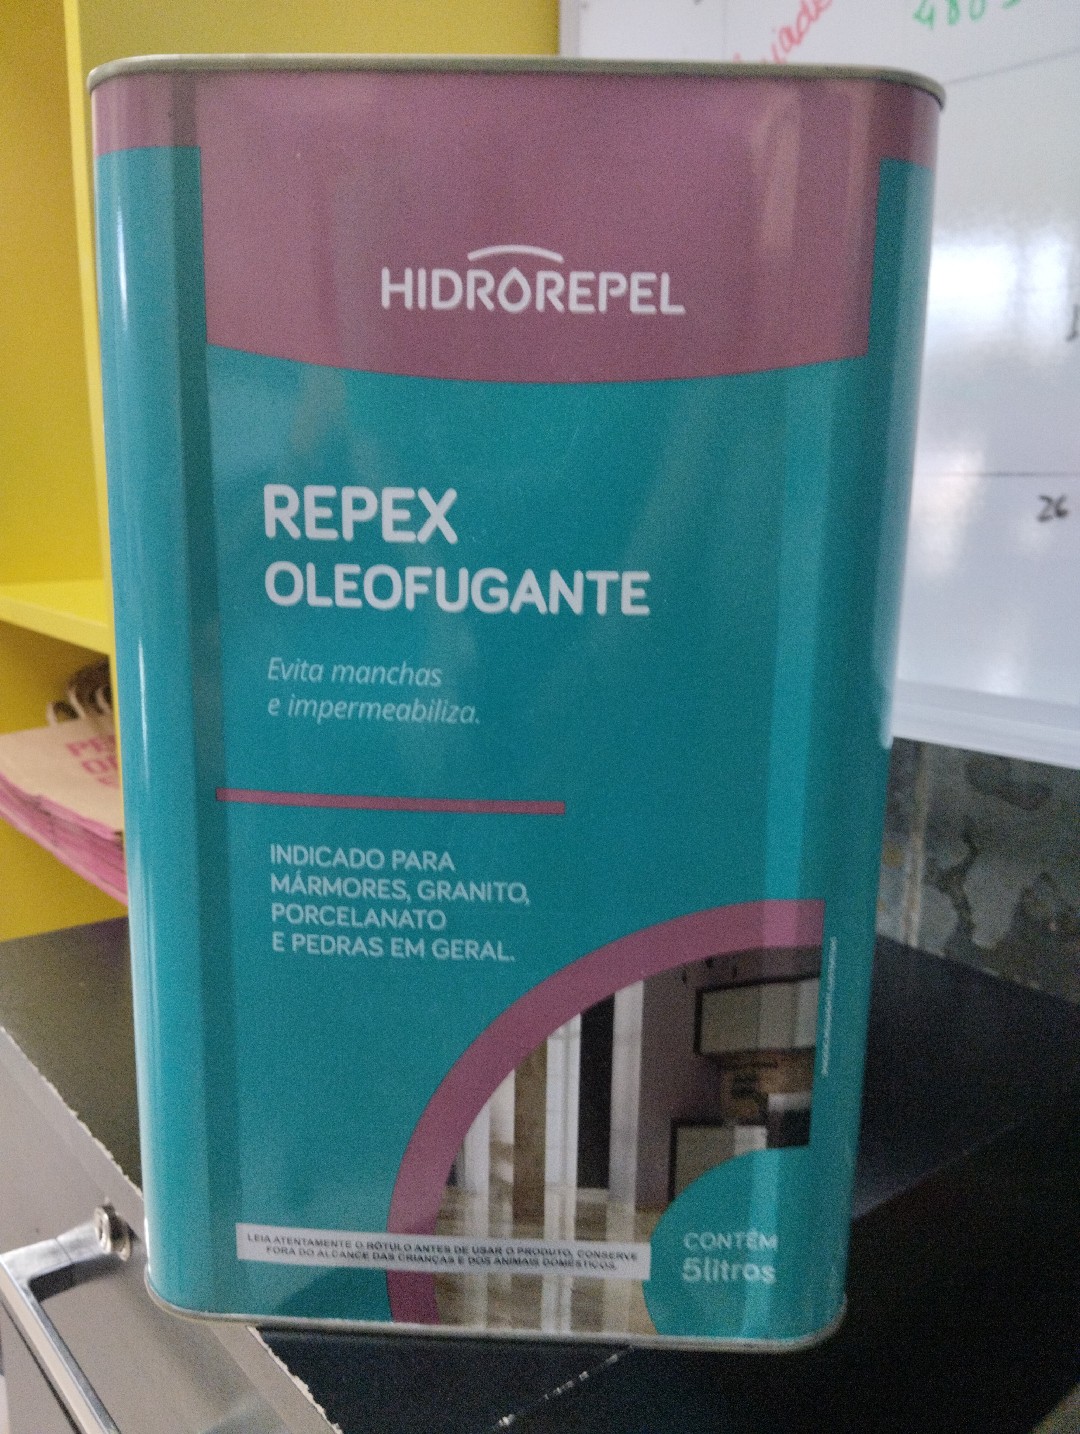 480
HIDROREPEL
26
REPEX
OLEOFUGANTE
Evita manchas
e impermeabiliza.
INDICADO PARA
MÁRMORES, GRANITO,
PORCELANATO
E PEDRAS EM GERAL.
LEIA ATENTAMENTE O RÓTULO ANTES DE USAR O PRODUTO, CONSERVE
FORA DO ALCANCE DAS CRIANÇAS E DOS ANIMAIS DOMÉSTICOS.
CONTÉM
5litros